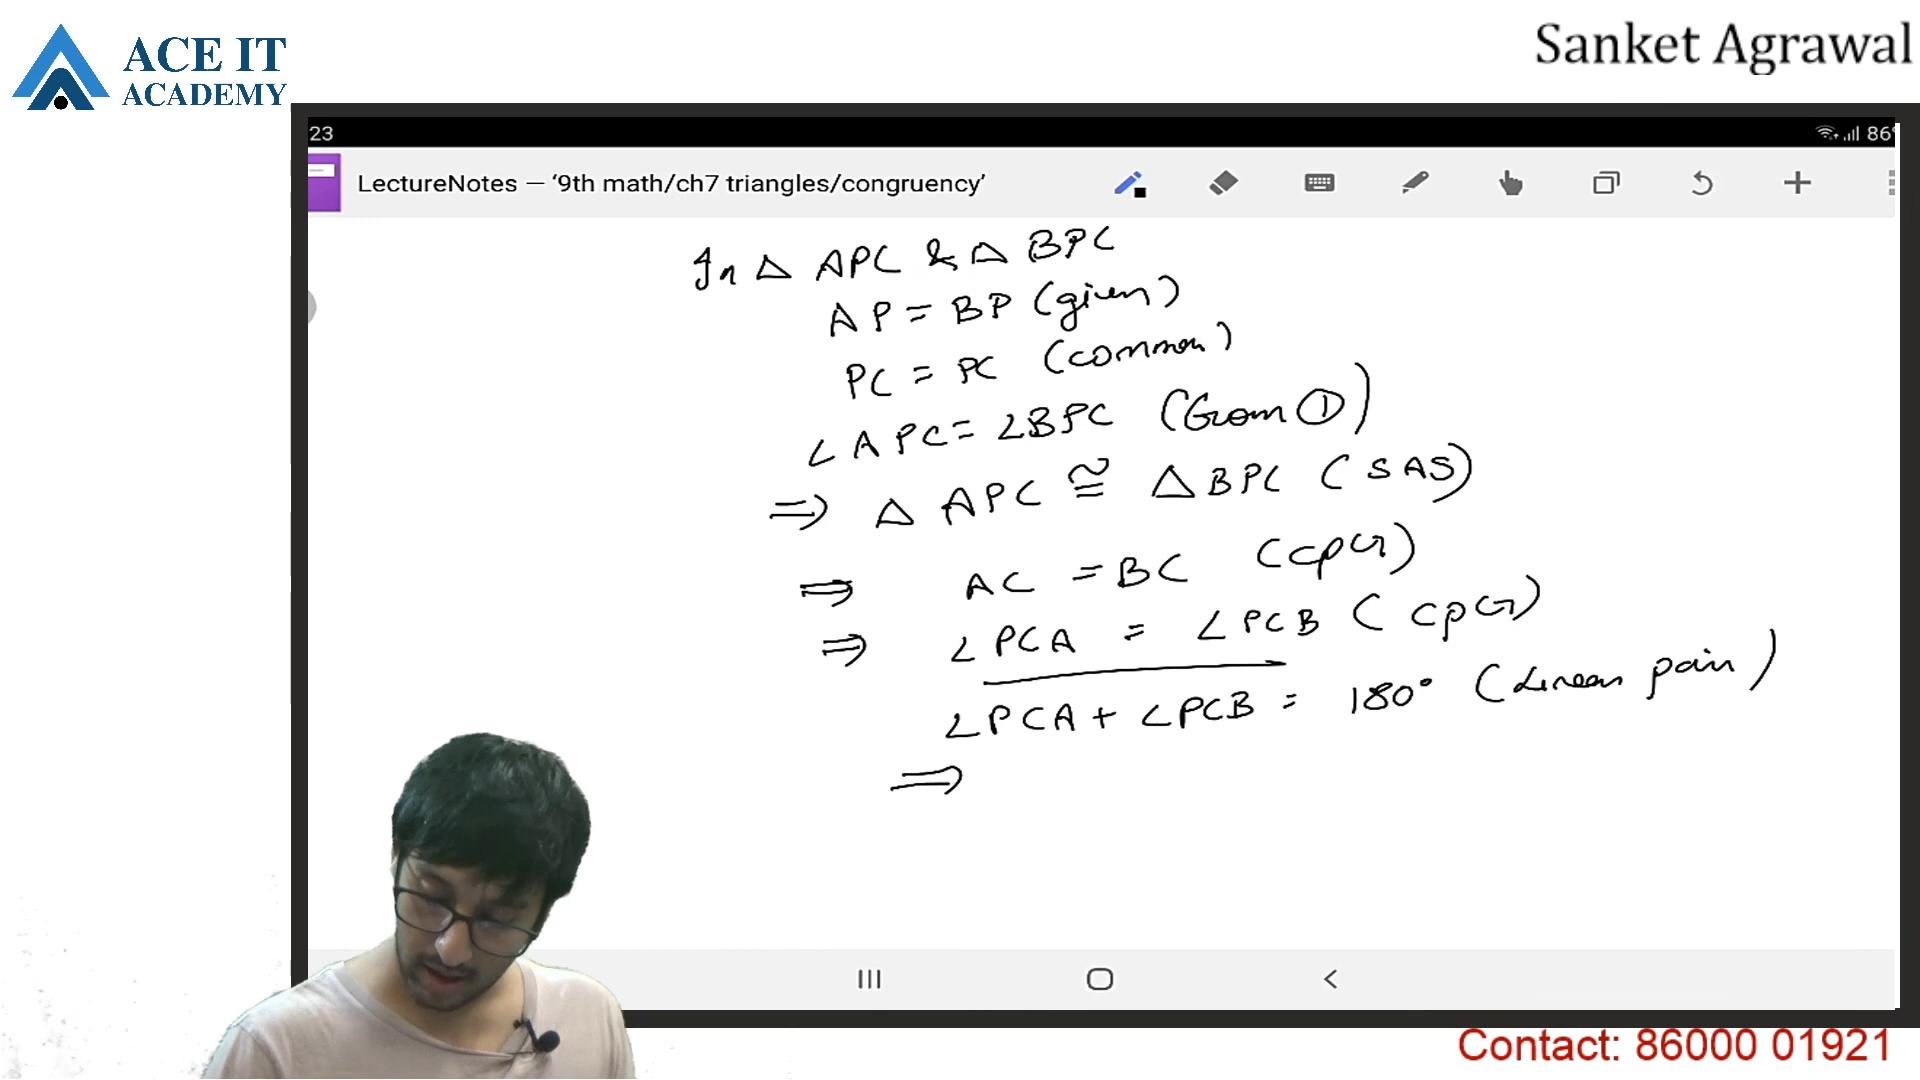 ACE IT
ACADEMY
Sanket Agrawal
23
86
LectureNotes — ‘9th math/ch7 triangles/congruency’
In △ APC & △ BPC
AP = BP (given)
PC = PC (common)
∠APC = ∠BPC (from ①)
⇒ △ APC ≅ △ BPC (SAS)
⇒ AC = BC (CPCT)
⇒ ∠PCA = ∠PCB (CPCT)
∠PCA + ∠PCB = 180° (Linear pair)
⇒
Contact: 86000 01921